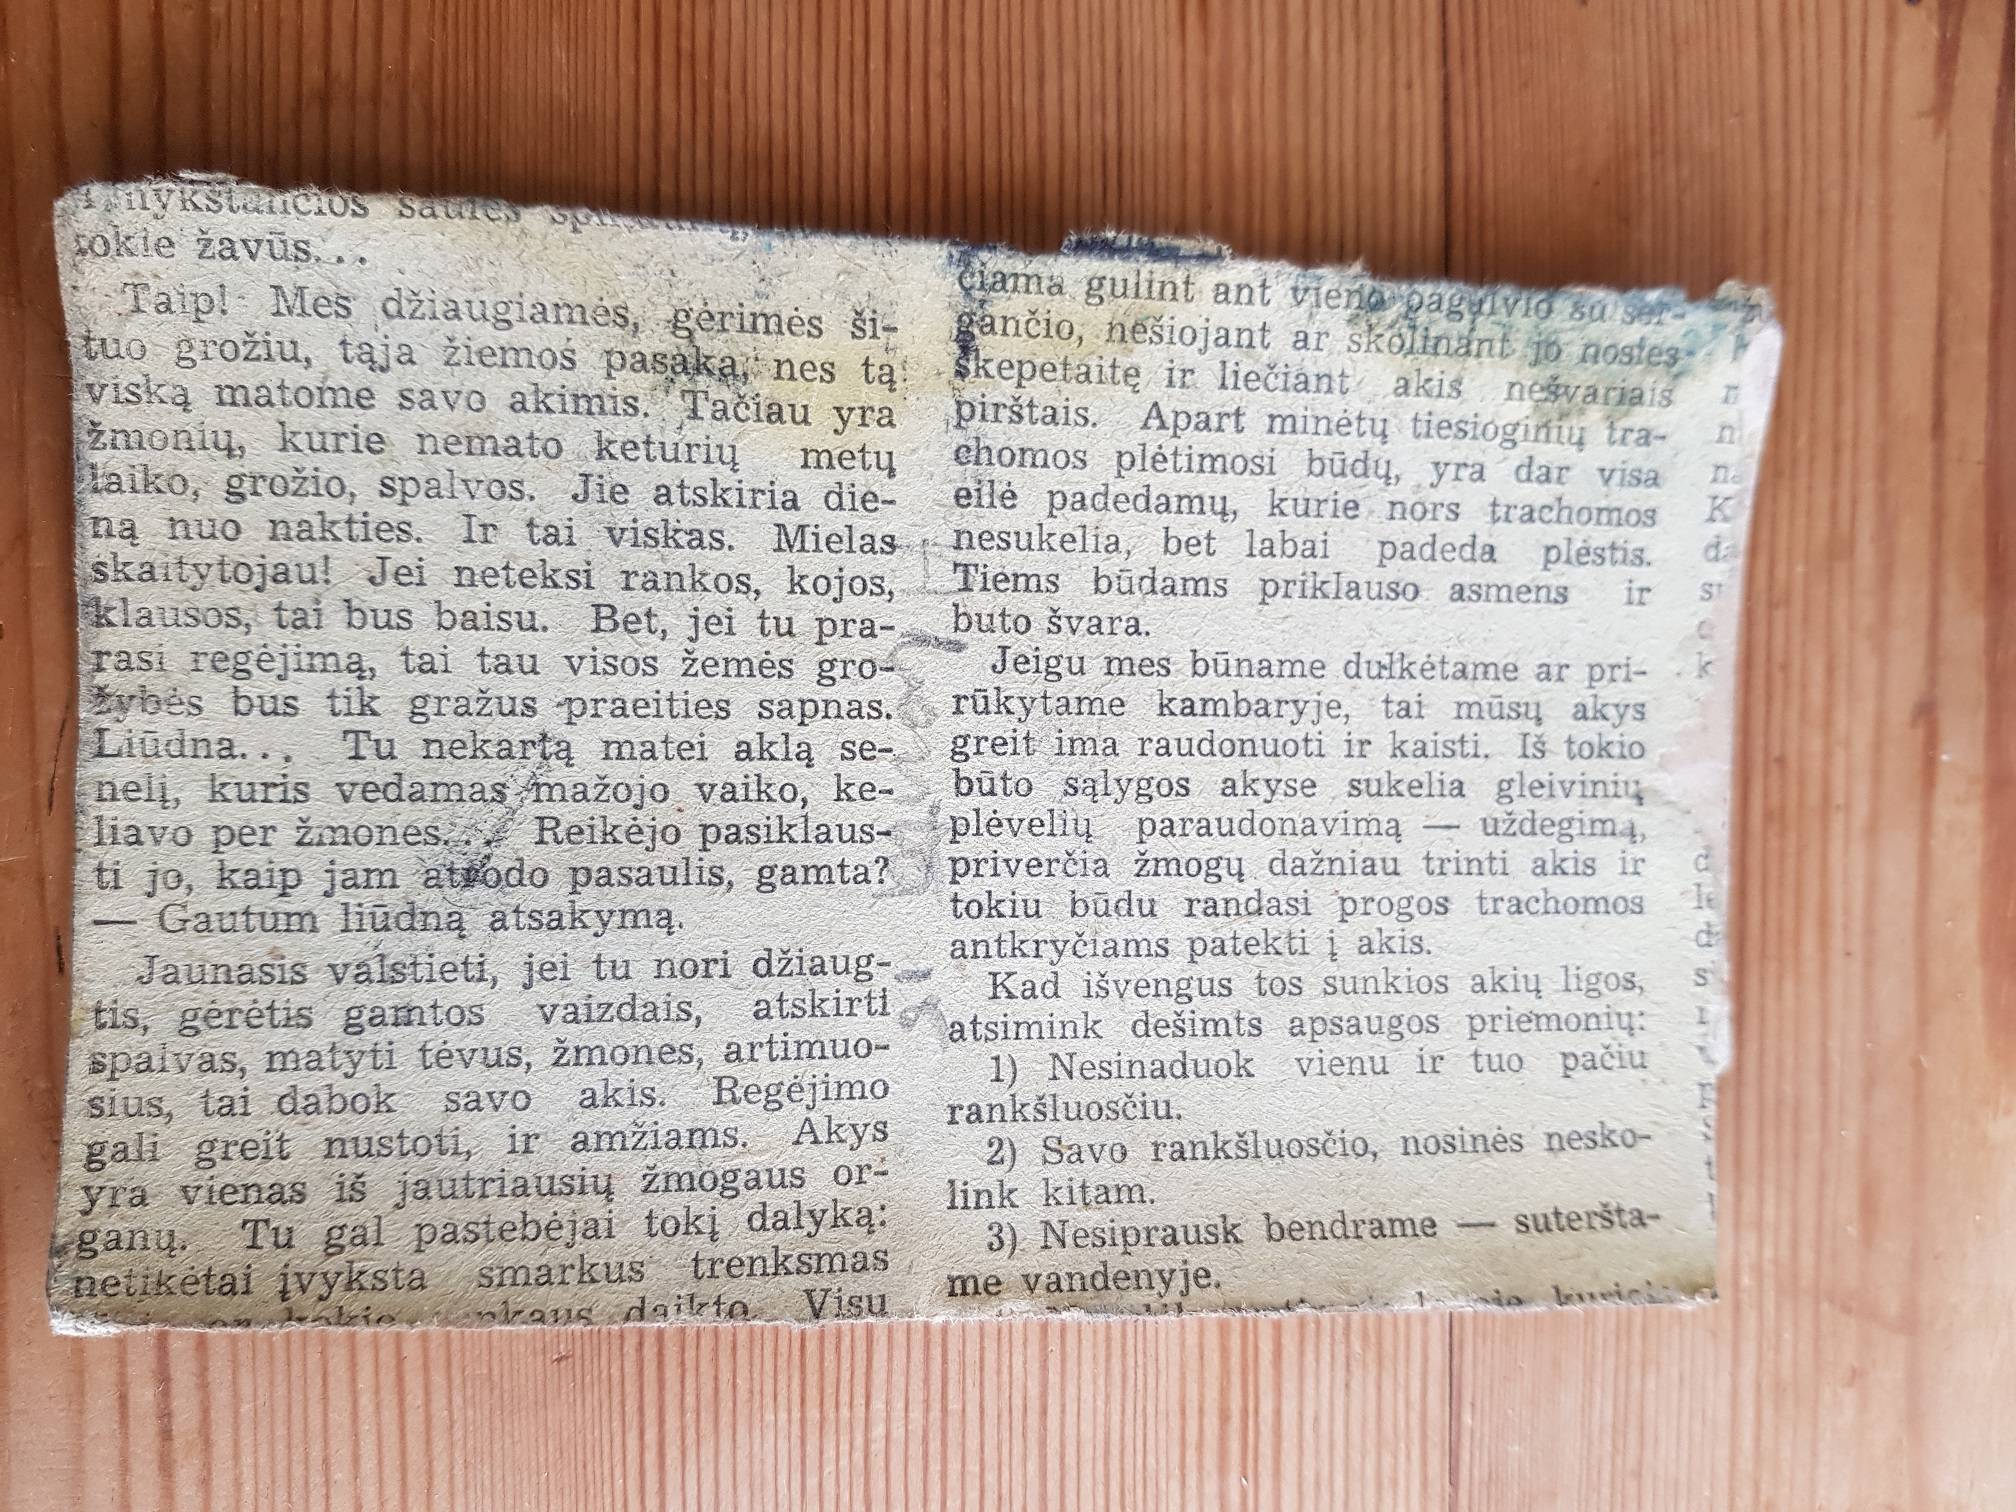 saulės
tokie žavūs...
Taip! Mes džiaugiamės, gėrimės ši-
tuo grožiu, tąja žiemos pasaka, nes tą
viską matome savo akimis. Tačiau yra
žmonių, kurie nemato keturių metų
laiko, grožio, spalvos. Jie atskiria die-
ną nuo nakties. Ir tai viskas. Mielas
skaitytojau! Jei neteksi rankos, kojos,
klausos, tai bus baisu. Bet, jei tu pra-
rasi regėjimą, tai tau visos žemės gro-
žybės bus tik gražus praeities sapnas.
Liūdna... Tu nekartą matei aklą se-
nelį, kuris vedamas mažojo vaiko, ke-
liavo per žmones... Reikėjo pasiklaus-
ti jo, kaip jam atrodo pasaulis, gamta?
— Gautum liūdną atsakymą.
Jaunasis valstieti, jei tu nori džiaug-
tis, gėrėtis gamtos vaizdais, atskirti
spalvas, matyti tėvus, žmones, artimuo-
sius, tai dabok savo akis. Regėjimo
gali greit nustoti, ir amžiams. Akys
yra vienas iš jautriausių žmogaus or-
ganų. Tu gal pastebėjai tokį dalyką:
netikėtai įvyksta smarkus trenksmas
daikto. Visu
čiama gulint ant vieno pagulvio su ser-
gančio, nešiojant ar skolinant jo nosies
skepetaitę ir liečiant akis nešvariais
pirštais. Apart minėtų tiesioginių tra-
chomos plėtimosi būdų, yra dar visa
eilė padedamų, kurie nors trachomos
nesukelia, bet labai padeda plėstis.
Tiems būdams priklauso asmens ir
buto švara.
Jeigu mes būname dulkėtame ar pri-
rūkytame kambaryje, tai mūsų akys
greit ima raudonuoti ir kaisti. Iš tokio
būto sąlygos akyse sukelia gleivinių
plėvelių paraudonavimą — uždegimą,
priverčia žmogų dažniau trinti akis ir
tokiu būdu randasi progos trachomos
antkryčiams patekti į akis.
Kad išvengus tos sunkios akių ligos,
atsimink dešimts apsaugos priemonių:
1) Nesinaduok vienu ir tuo pačiu
rankšluosčiu.
2) Savo rankšluosčio, nosinės nesko-
link kitam.
3) Nesiprausk bendrame — suteršta-
me vandenyje.